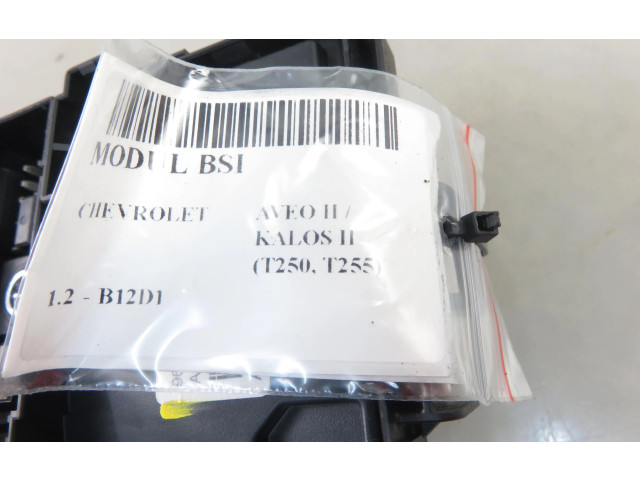 MODUL BSI
CHEVROLET AVEO II /
KALOS II
(T250, T255)
1.2 - B12D1